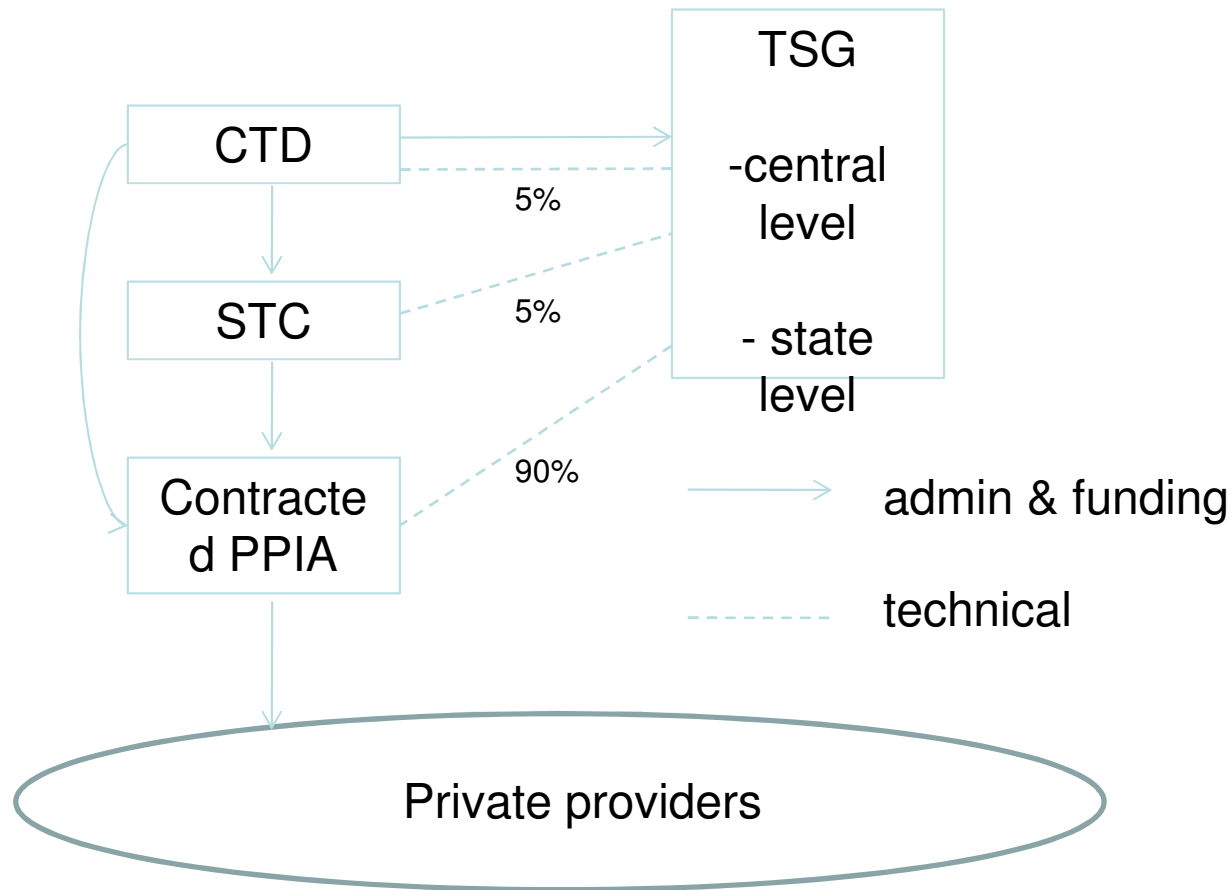 TSG
-central
level
- state
level
CTD
5%
STC
5%
Contracte
d PPIA
90%
admin & funding
technical
Private providers